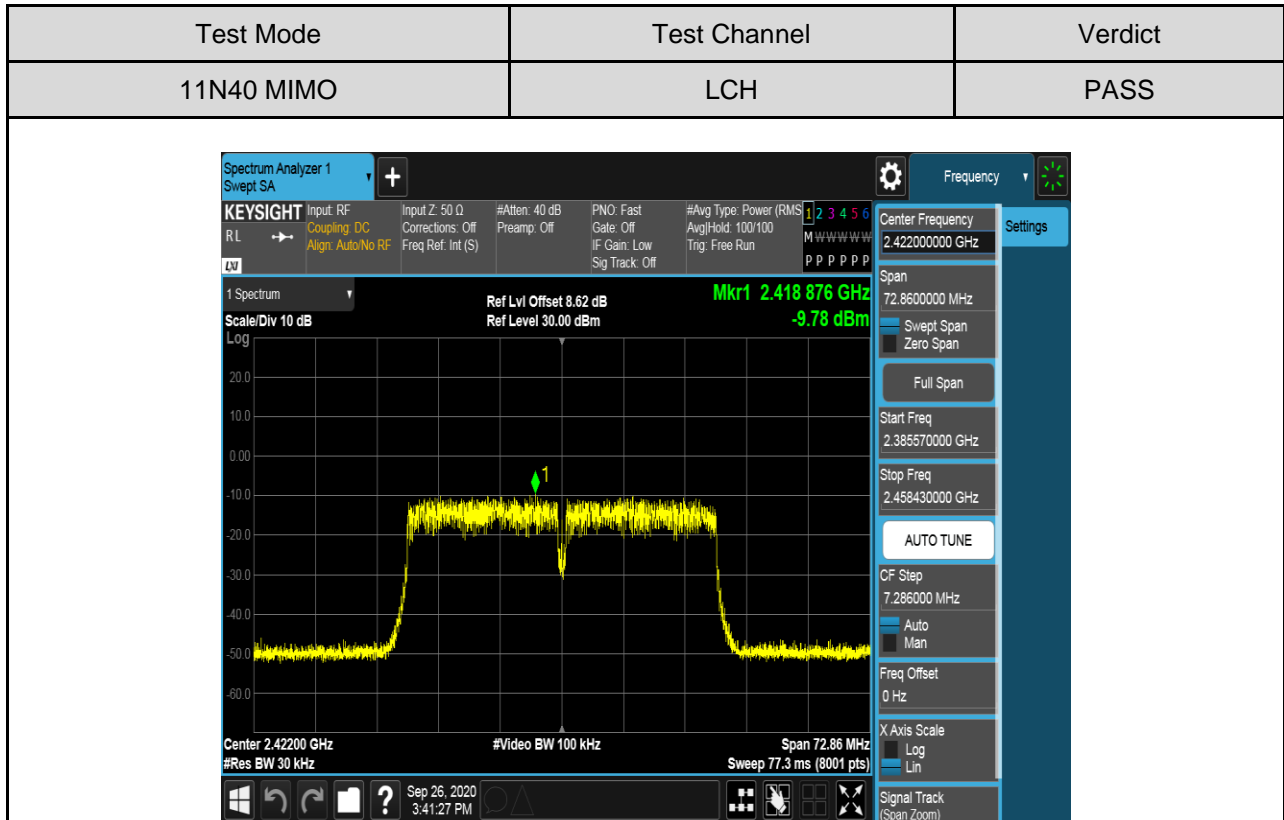 Test Mode Test Channel Verdict
11N40 MIMO LCH PASS
Spectrum Analyzer 1
Swept SA
Frequency
KEYSIGHT
RL
LXI
Input: RF
Coupling: DC
Align: Auto/No RF
Input Z: 50 Ω
Corrections: Off
Freq Ref: Int (S)
#Atten: 40 dB
Preamp: Off
PNO: Fast
Gate: Off
IF Gain: Low
Sig Track: Off
#Avg Type: Power (RMS
Avg|Hold: 100/100
Trig: Free Run
1 2 3 4 5 6
M W W W W W
P P P P P P
1 Spectrum
Scale/Div 10 dB
Log
Ref Lvl Offset 8.62 dB
Ref Level 30.00 dBm
Mkr1 2.418 876 GHz
-9.78 dBm
20.0
10.0
0.00
-10.0
-20.0
-30.0
-40.0
-50.0
-60.0
1
Center 2.42200 GHz
#Res BW 30 kHz
#Video BW 100 kHz
Span 72.86 MHz
Sweep 77.3 ms (8001 pts)
Sep 26, 2020
3:41:27 PM
Center Frequency
2.422000000 GHz
Settings
Span
72.8600000 MHz
Swept Span
Zero Span
Full Span
Start Freq
2.385570000 GHz
Stop Freq
2.458430000 GHz
AUTO TUNE
CF Step
7.286000 MHz
Auto
Man
Freq Offset
0 Hz
X Axis Scale
Log
Lin
Signal Track
(Span Zoom)